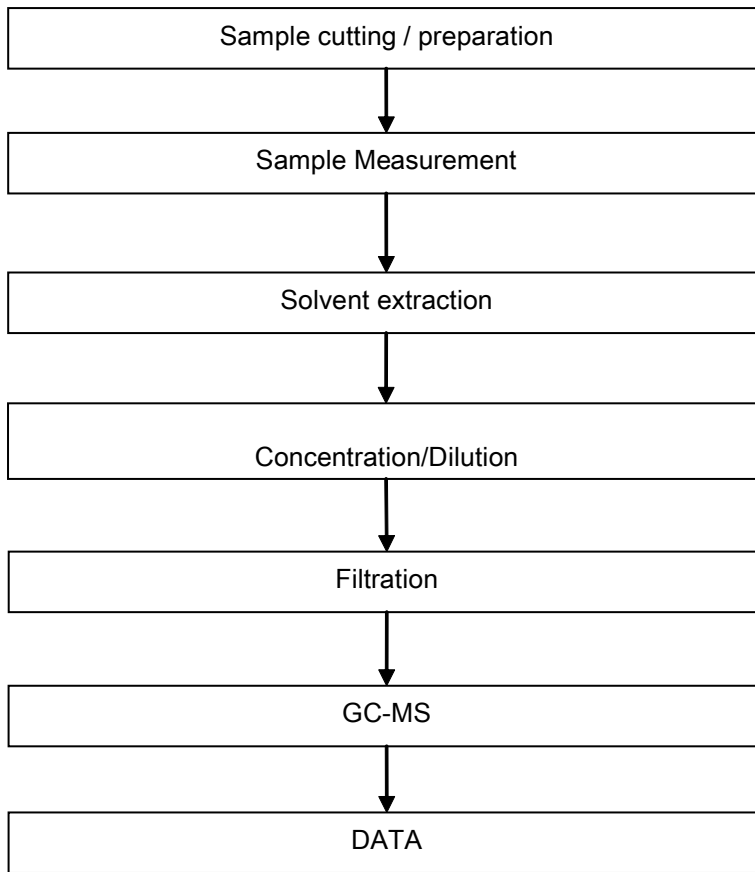 Sample cutting / preparation
Sample Measurement
Solvent extraction
Concentration/Dilution
Filtration
GC-MS
DATA